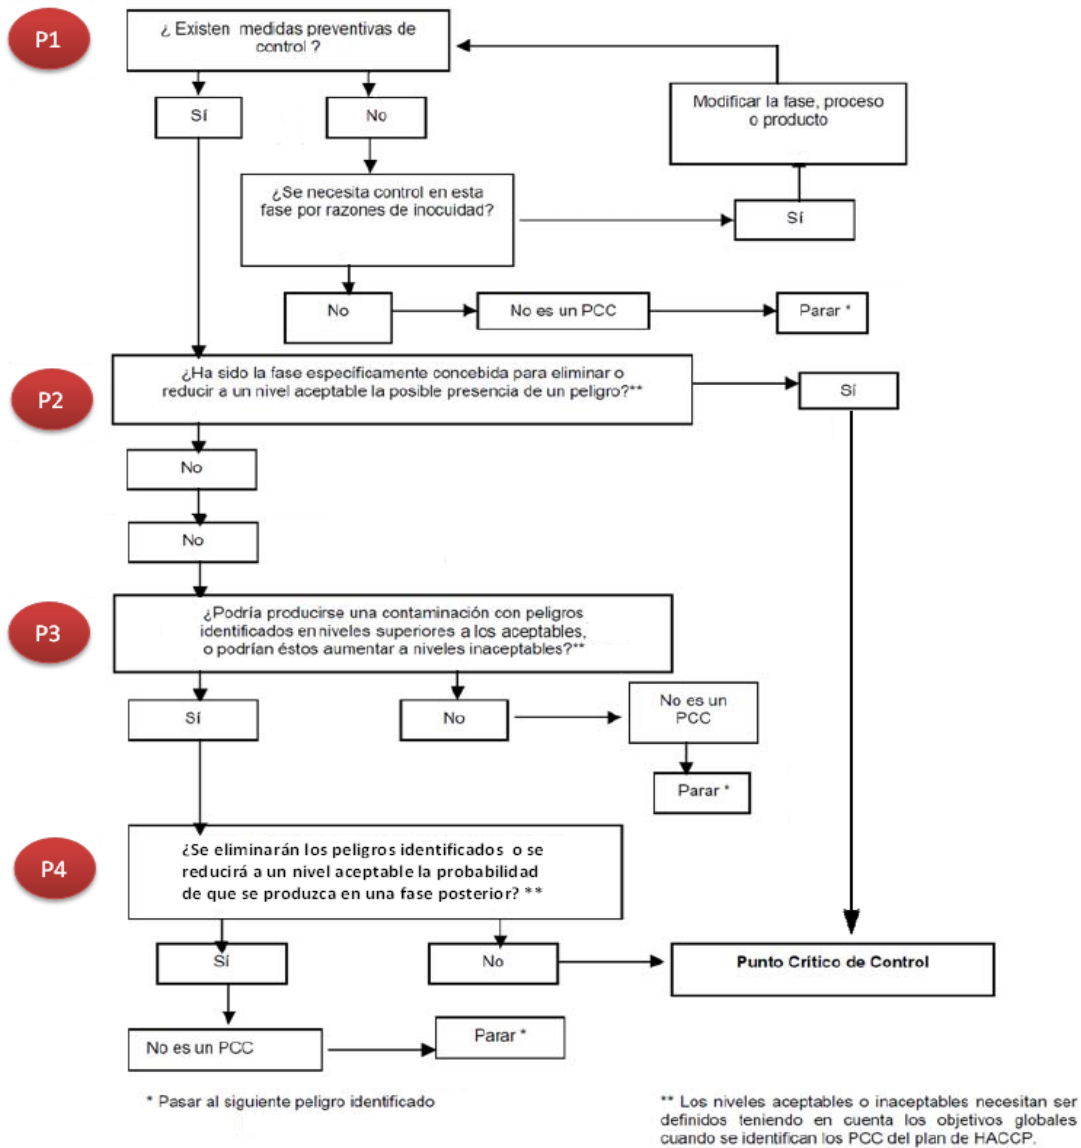 P1
¿ Existen medidas preventivas de
control ?
Sí
No
Modificar la fase, proceso
o producto
¿Se necesita control en esta
fase por razones de inocuidad?
Sí
No
No es un PCC
Parar *
P2
¿Ha sido la fase específicamente concebida para eliminar o
reducir a un nivel aceptable la posible presencia de un peligro?**
Sí
No
No
P3
¿Podría producirse una contaminación con peligros
identificados en niveles superiores a los aceptables,
o podrían éstos aumentar a niveles inaceptables?**
Sí
No
No es un
PCC
Parar *
P4
¿Se eliminarán los peligros identificados o se
reducirá a un nivel aceptable la probabilidad
de que se produzca en una fase posterior? **
Sí
No
Punto Crítico de Control
No es un PCC
Parar *
* Pasar al siguiente peligro identificado
** Los niveles aceptables o inaceptables necesitan ser
definidos teniendo en cuenta los objetivos globales
cuando se identifican los PCC del plan de HACCP.